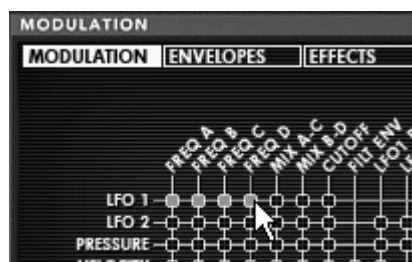 MODULATION
MODULATION ENVELOPES EFFECTS
FREQ A
FREQ B
FREQ C
FREQ D
MIX A-C
MIX B-D
CUTOFF
FILT ENV
LFO1
LFO 1
LFO 2
PRESSURE
VELOCITY